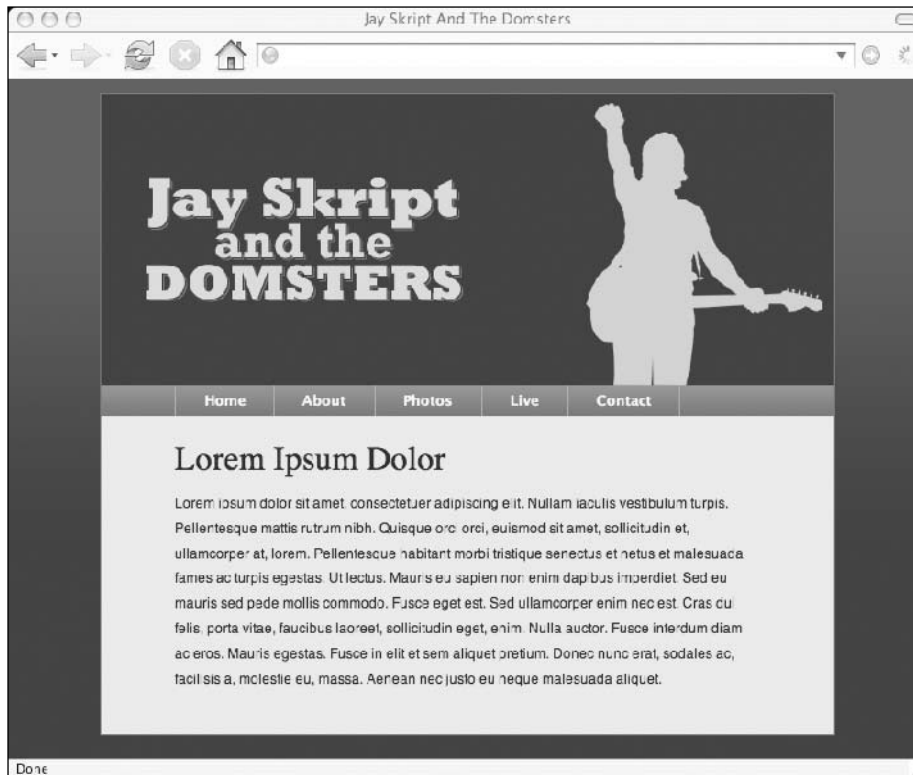 Jay Skript And The Domsters
Jay Skript
and the
DOMSTERS
Home About Photos Live Contact
Lorem Ipsum Dolor
Lorem ipsum dolor sit amet, consectetuer adipiscing elit. Nullam iaculis vestibulum turpis.
Pellentesque mattis rutrum nibh. Quisque orci orci, euismod sit amet, sollicitudin et,
ullamcorper at, lorem. Pellentesque habitant morbi tristique senectus et netus et malesuada
fames ac turpis egestas. Ut lectus. Mauris eu sapien non enim dapibus imperdiet. Sed eu
mauris sed pede mollis commodo. Fusce eget est. Sed ullamcorper enim nec est. Cras dui
felis, porta vitae, faucibus laoreet, sollicitudin eget, enim. Nulla auctor. Fusce interdum diam
ac eros. Mauris egestas. Fusce in elit et sem aliquet pretium. Donec nunc erat, sodales ac,
facilisis a, molestie eu, massa. Aenean nec justo eu neque malesuada aliquet.
Done